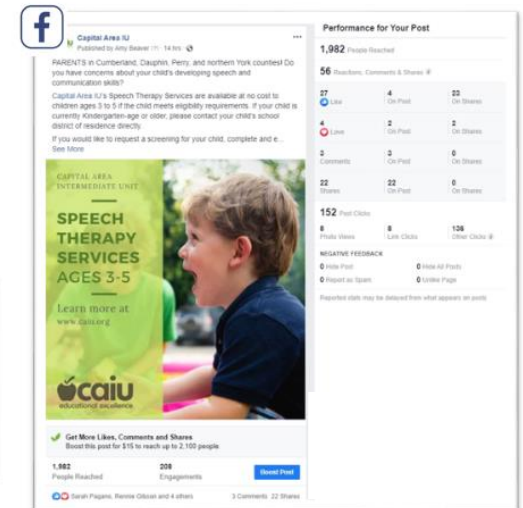 f
Capital Area IU
Published by Amy Beaver · 14 hrs ·
PARENTS in Cumberland, Dauphin, Perry, and northern York counties! Do
you have concerns about your child's developing speech and
communication skills?
Capital Area IU's Speech Therapy Services are available at no cost to
children ages 3 to 5 if the child meets eligibility requirements. If your child is
currently Kindergarten-age or older, please contact your child's school
district of residence directly.
If you would like to request a screening for your child, complete and e...
See More
CAPITAL AREA
INTERMEDIATE UNIT
SPEECH
THERAPY
SERVICES
AGES 3-5
Learn more at
www.caiu.org
caiu
educational excellence
Get More Likes, Comments and Shares
Boost this post for $15 to reach up to 2,100 people.
1,982
People Reached
208
Engagements
Boost Post
Sarah Pagano, Rennie Gibson and 4 others
3 Comments 22 Shares
Performance for Your Post
1,982 People Reached
56 Reactions, Comments & Shares
27 Like
4 On Post
23 On Shares
4 Love
2 On Post
2 On Shares
3 Comments
3 On Post
0 On Shares
22 Shares
22 On Post
0 On Shares
152 Post Clicks
8 Photo Views
8 Link Clicks
136 Other Clicks
NEGATIVE FEEDBACK
0 Hide Post
0 Hide All Posts
0 Report as Spam
0 Unlike Page
Reported stats may be delayed from what appears on posts